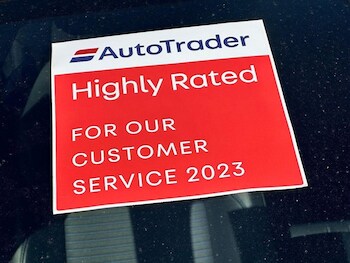 AutoTrader
Highly Rated
FOR OUR
CUSTOMER
SERVICE 2023